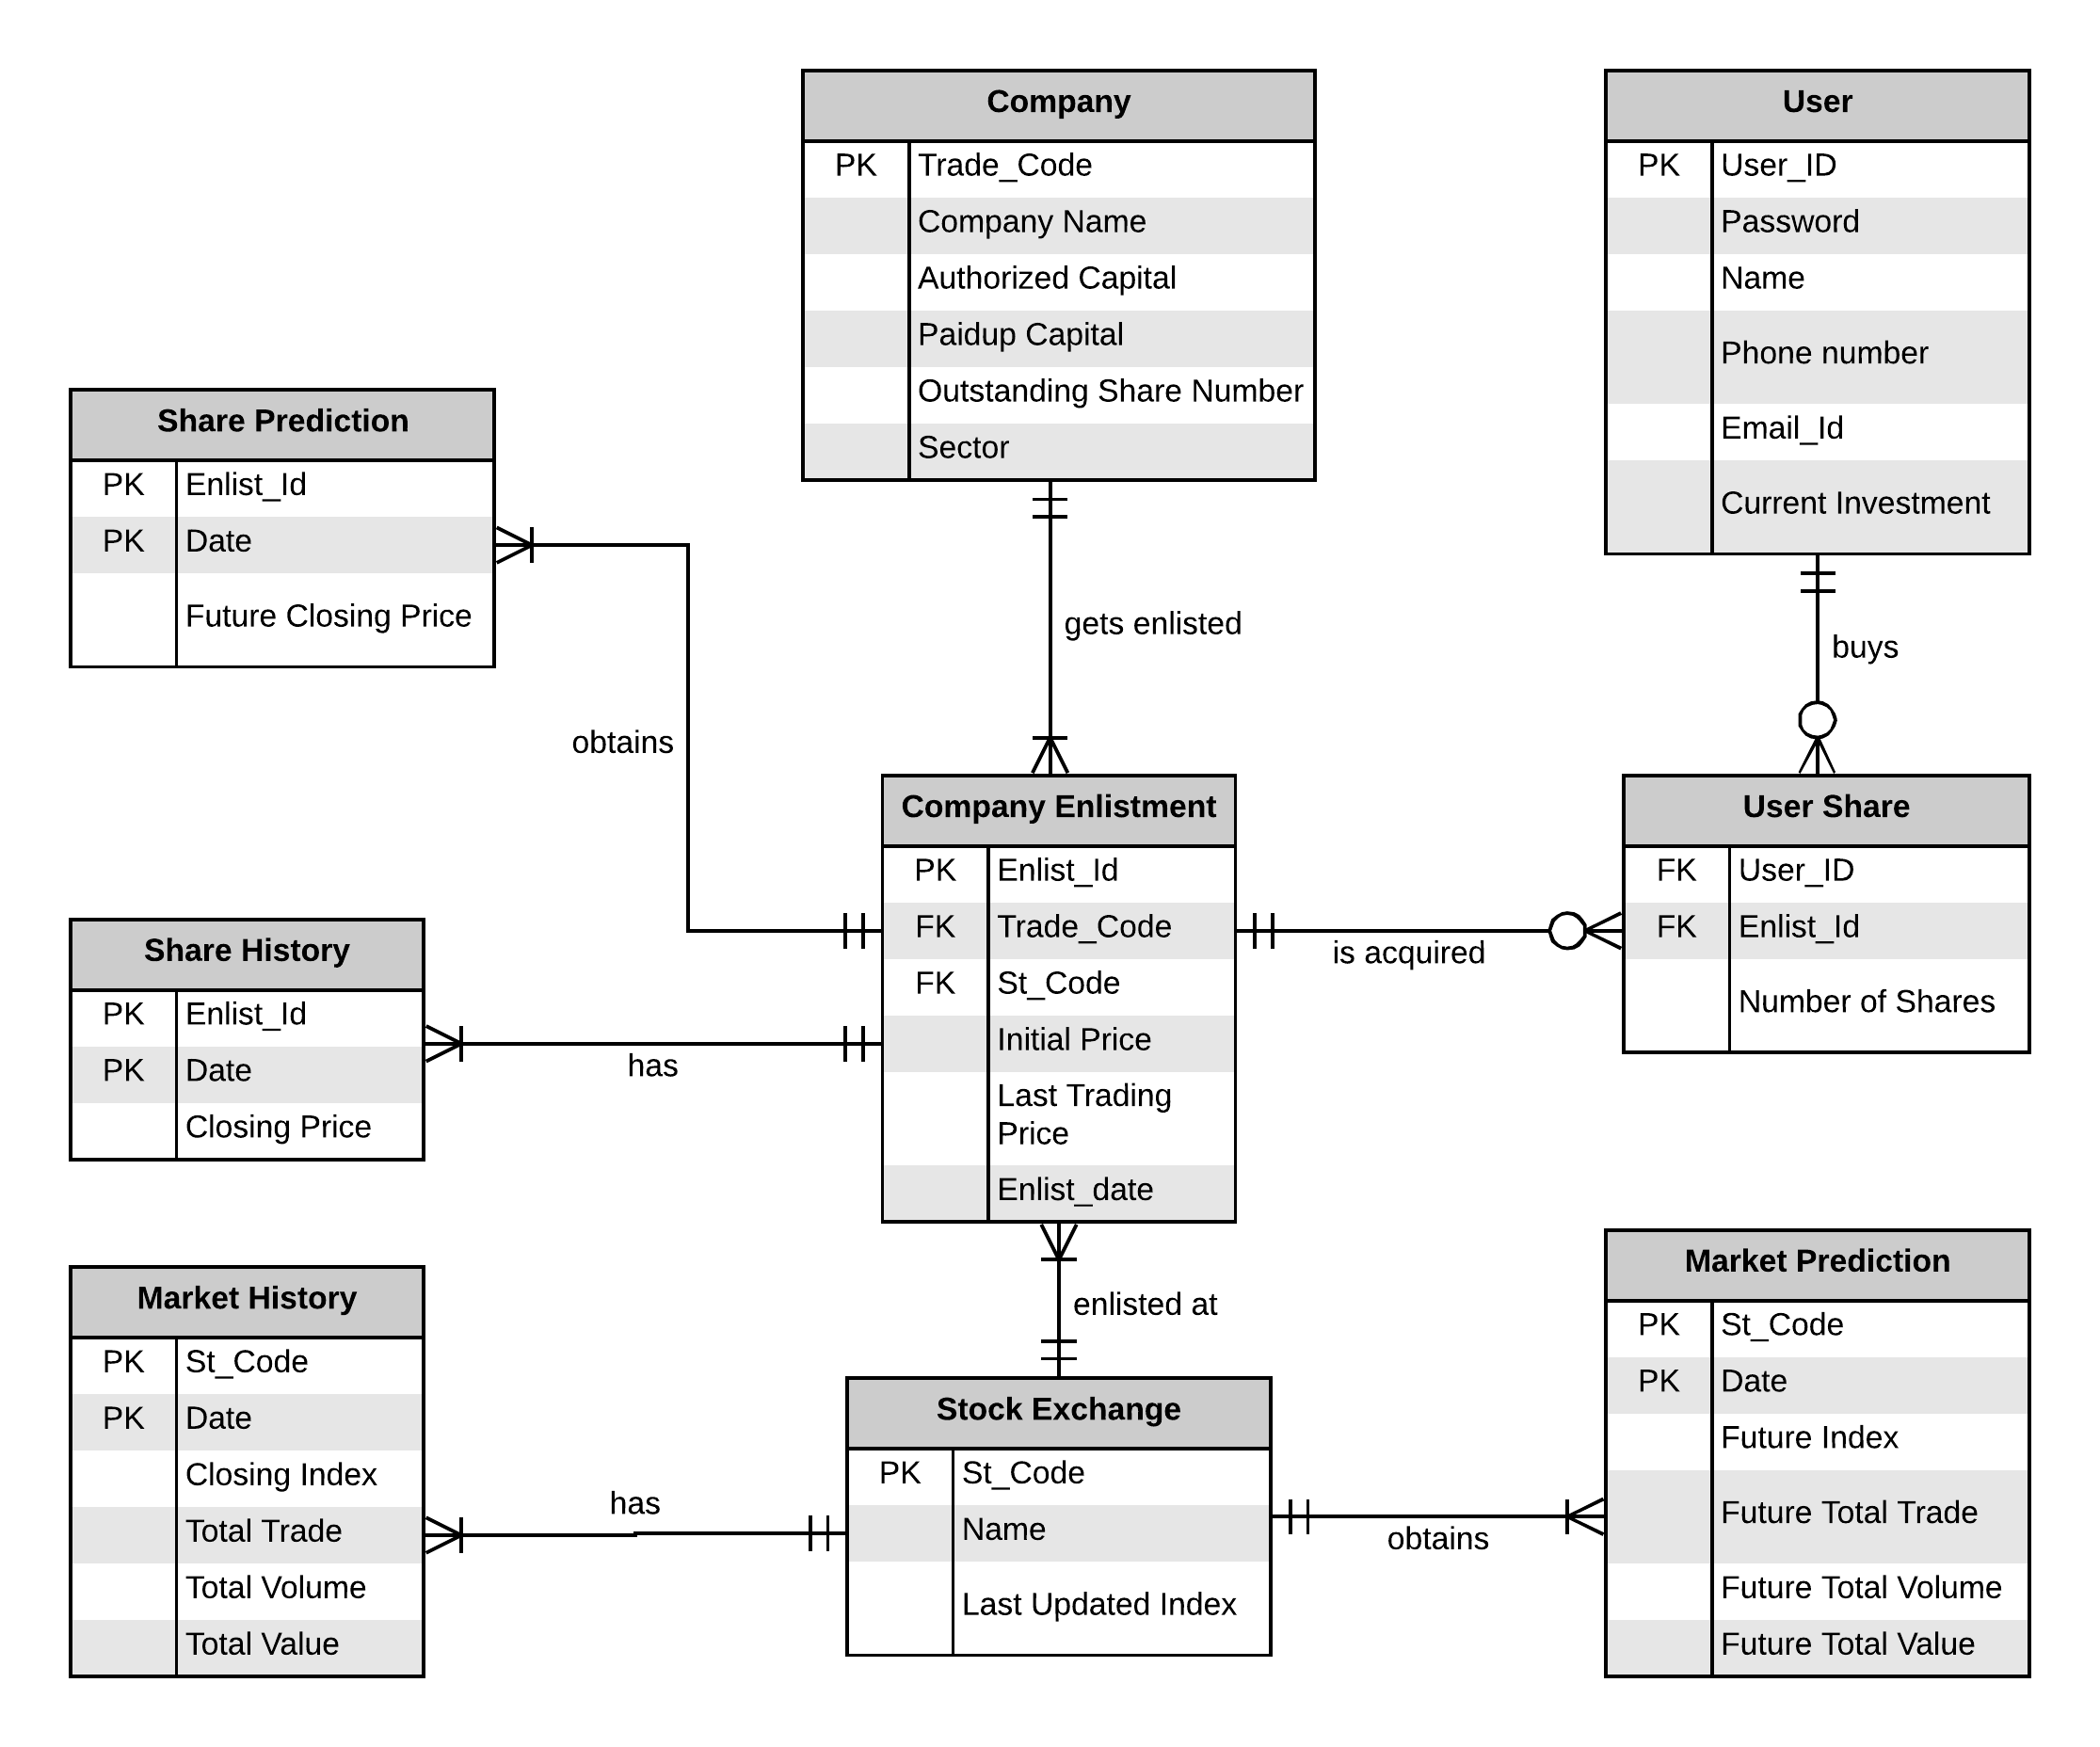 Company
PK Trade_Code
Company Name
Authorized Capital
Paidup Capital
Outstanding Share Number
Sector
User
PK User_ID
Password
Name
Phone number
Email_Id
Current Investment
Share Prediction
PK Enlist_Id
PK Date
Future Closing Price
gets enlisted
buys
obtains
Company Enlistment
PK Enlist_Id
FK Trade_Code
FK St_Code
Initial Price
Last Trading
Price
Enlist_date
is acquired
User Share
FK User_ID
FK Enlist_Id
Number of Shares
Share History
PK Enlist_Id
PK Date
Closing Price
has
enlisted at
Market History
PK St_Code
PK Date
Closing Index
Total Trade
Total Volume
Total Value
has
Stock Exchange
PK St_Code
Name
Last Updated Index
obtains
Market Prediction
PK St_Code
PK Date
Future Index
Future Total Trade
Future Total Volume
Future Total Value